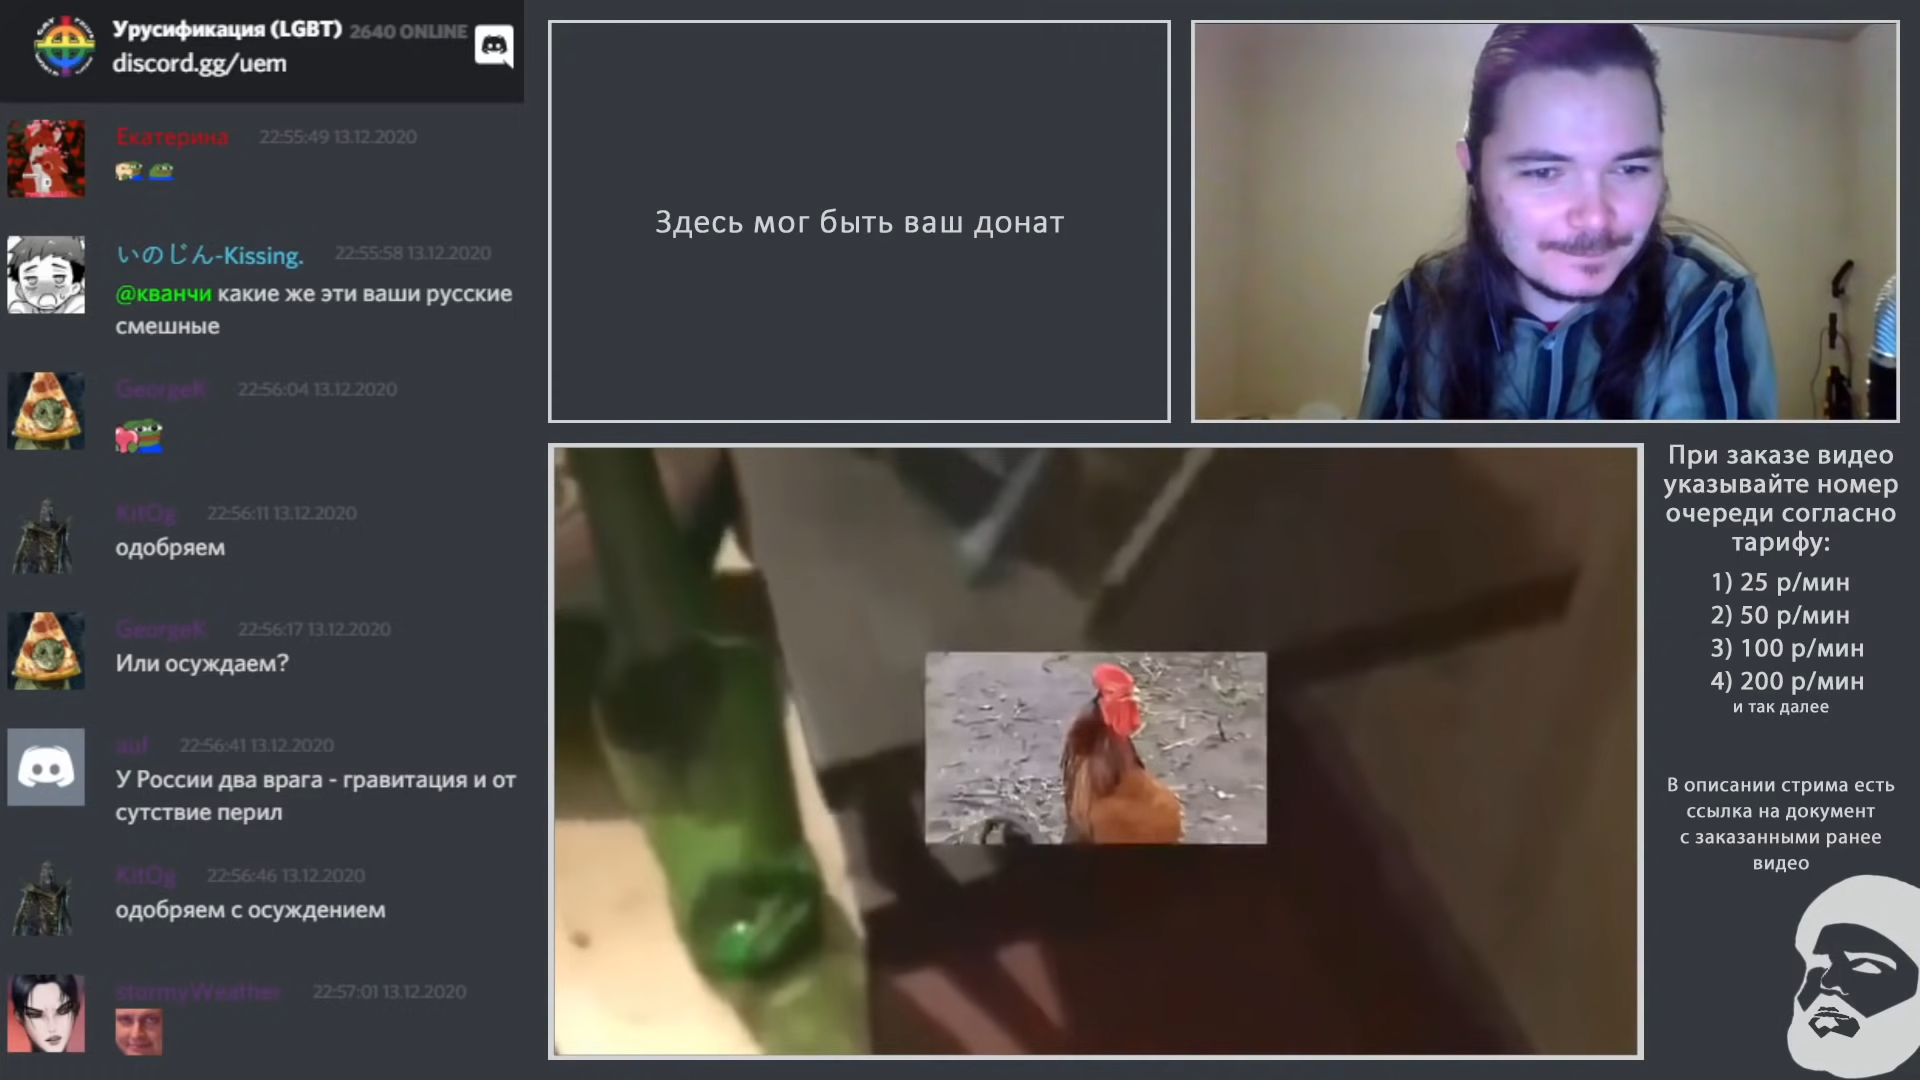 Урусификация (LGBT) 2640 ONLINE
discord.gg/uem
Екатерина 22:55:49 13.12.2020
いのじん-Kissing. 22:55:58 13.12.2020
@кванчи какие же эти ваши русские
смешные
GeorgeK 22:56:04 13.12.2020
KitOg 22:56:11 13.12.2020
одобряем
GeorgeK 22:56:17 13.12.2020
Или осуждаем?
auf 22:56:41 13.12.2020
У России два врага - гравитация и от
сутствие перил
KitOg 22:56:46 13.12.2020
одобряем с осуждением
stormyWeather 22:57:01 13.12.2020
Здесь мог быть ваш донат
При заказе видео
указывайте номер
очереди согласно
тарифу:
1) 25 р/мин
2) 50 р/мин
3) 100 р/мин
4) 200 р/мин
и так далее
В описании стрима есть
ссылка на документ
с заказанными ранее
видео